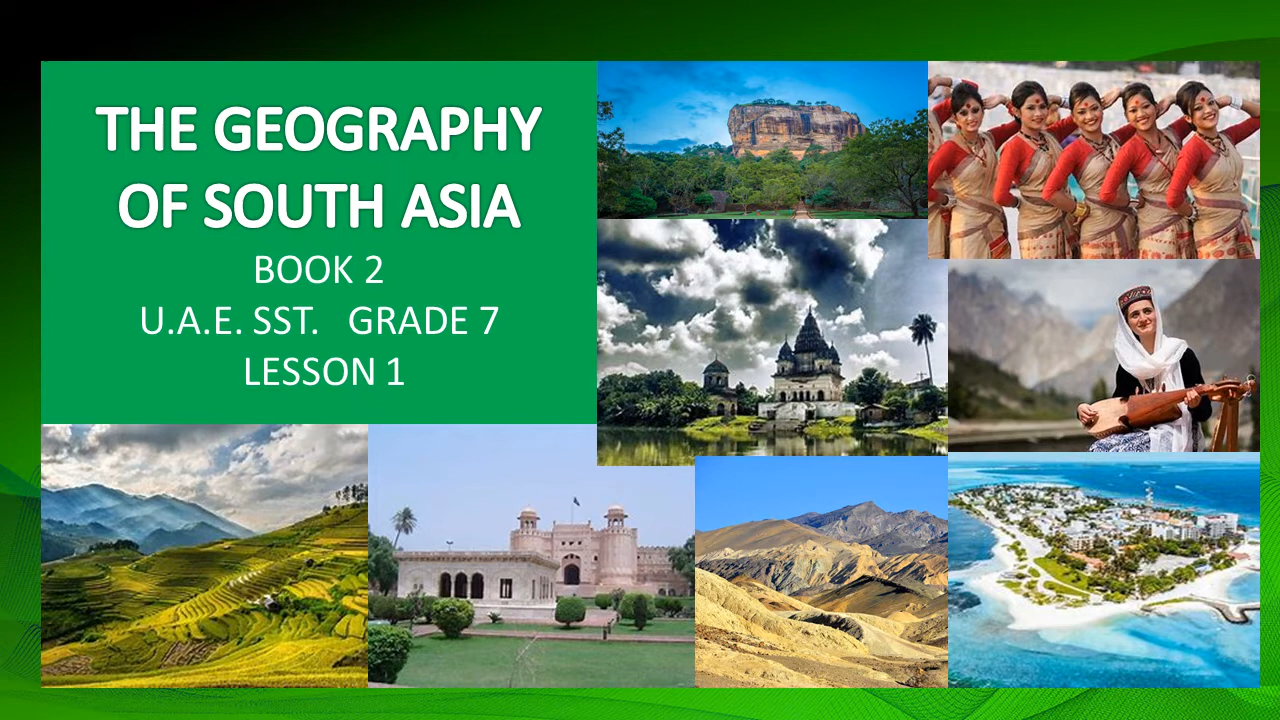 THE GEOGRAPHY
OF SOUTH ASIA
BOOK 2
U.A.E. SST. GRADE 7
LESSON 1